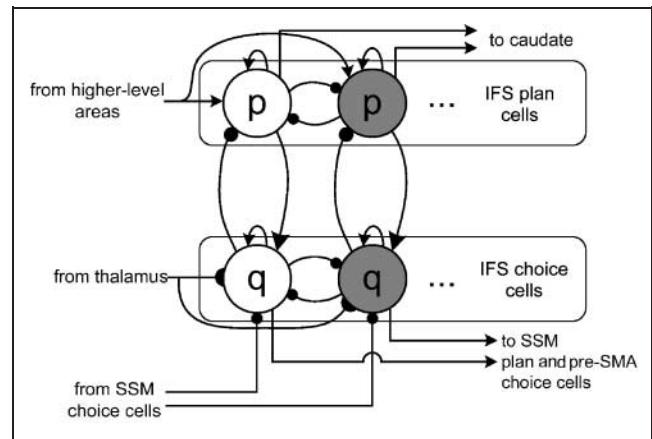 to caudate
from higher-level
areas
p
p
...
IFS plan
cells
from thalamus
q
q
...
IFS choice
cells
to SSM
plan and pre-SMA
choice cells
from SSM
choice cells